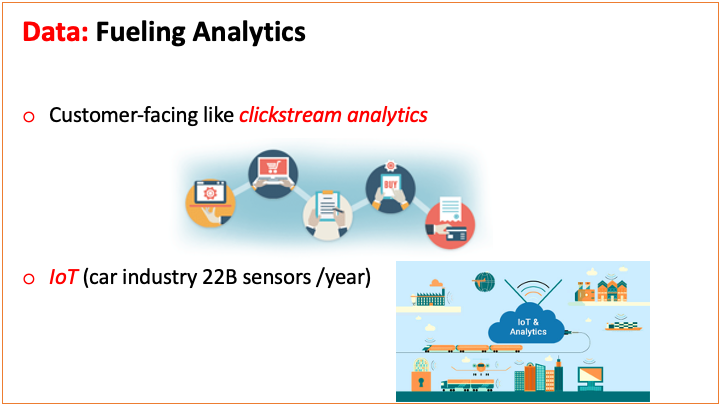 Data: Fueling Analytics
Customer-facing like clickstream analytics
BUY
IoT (car industry 22B sensors /year)
IoT &
Analytics